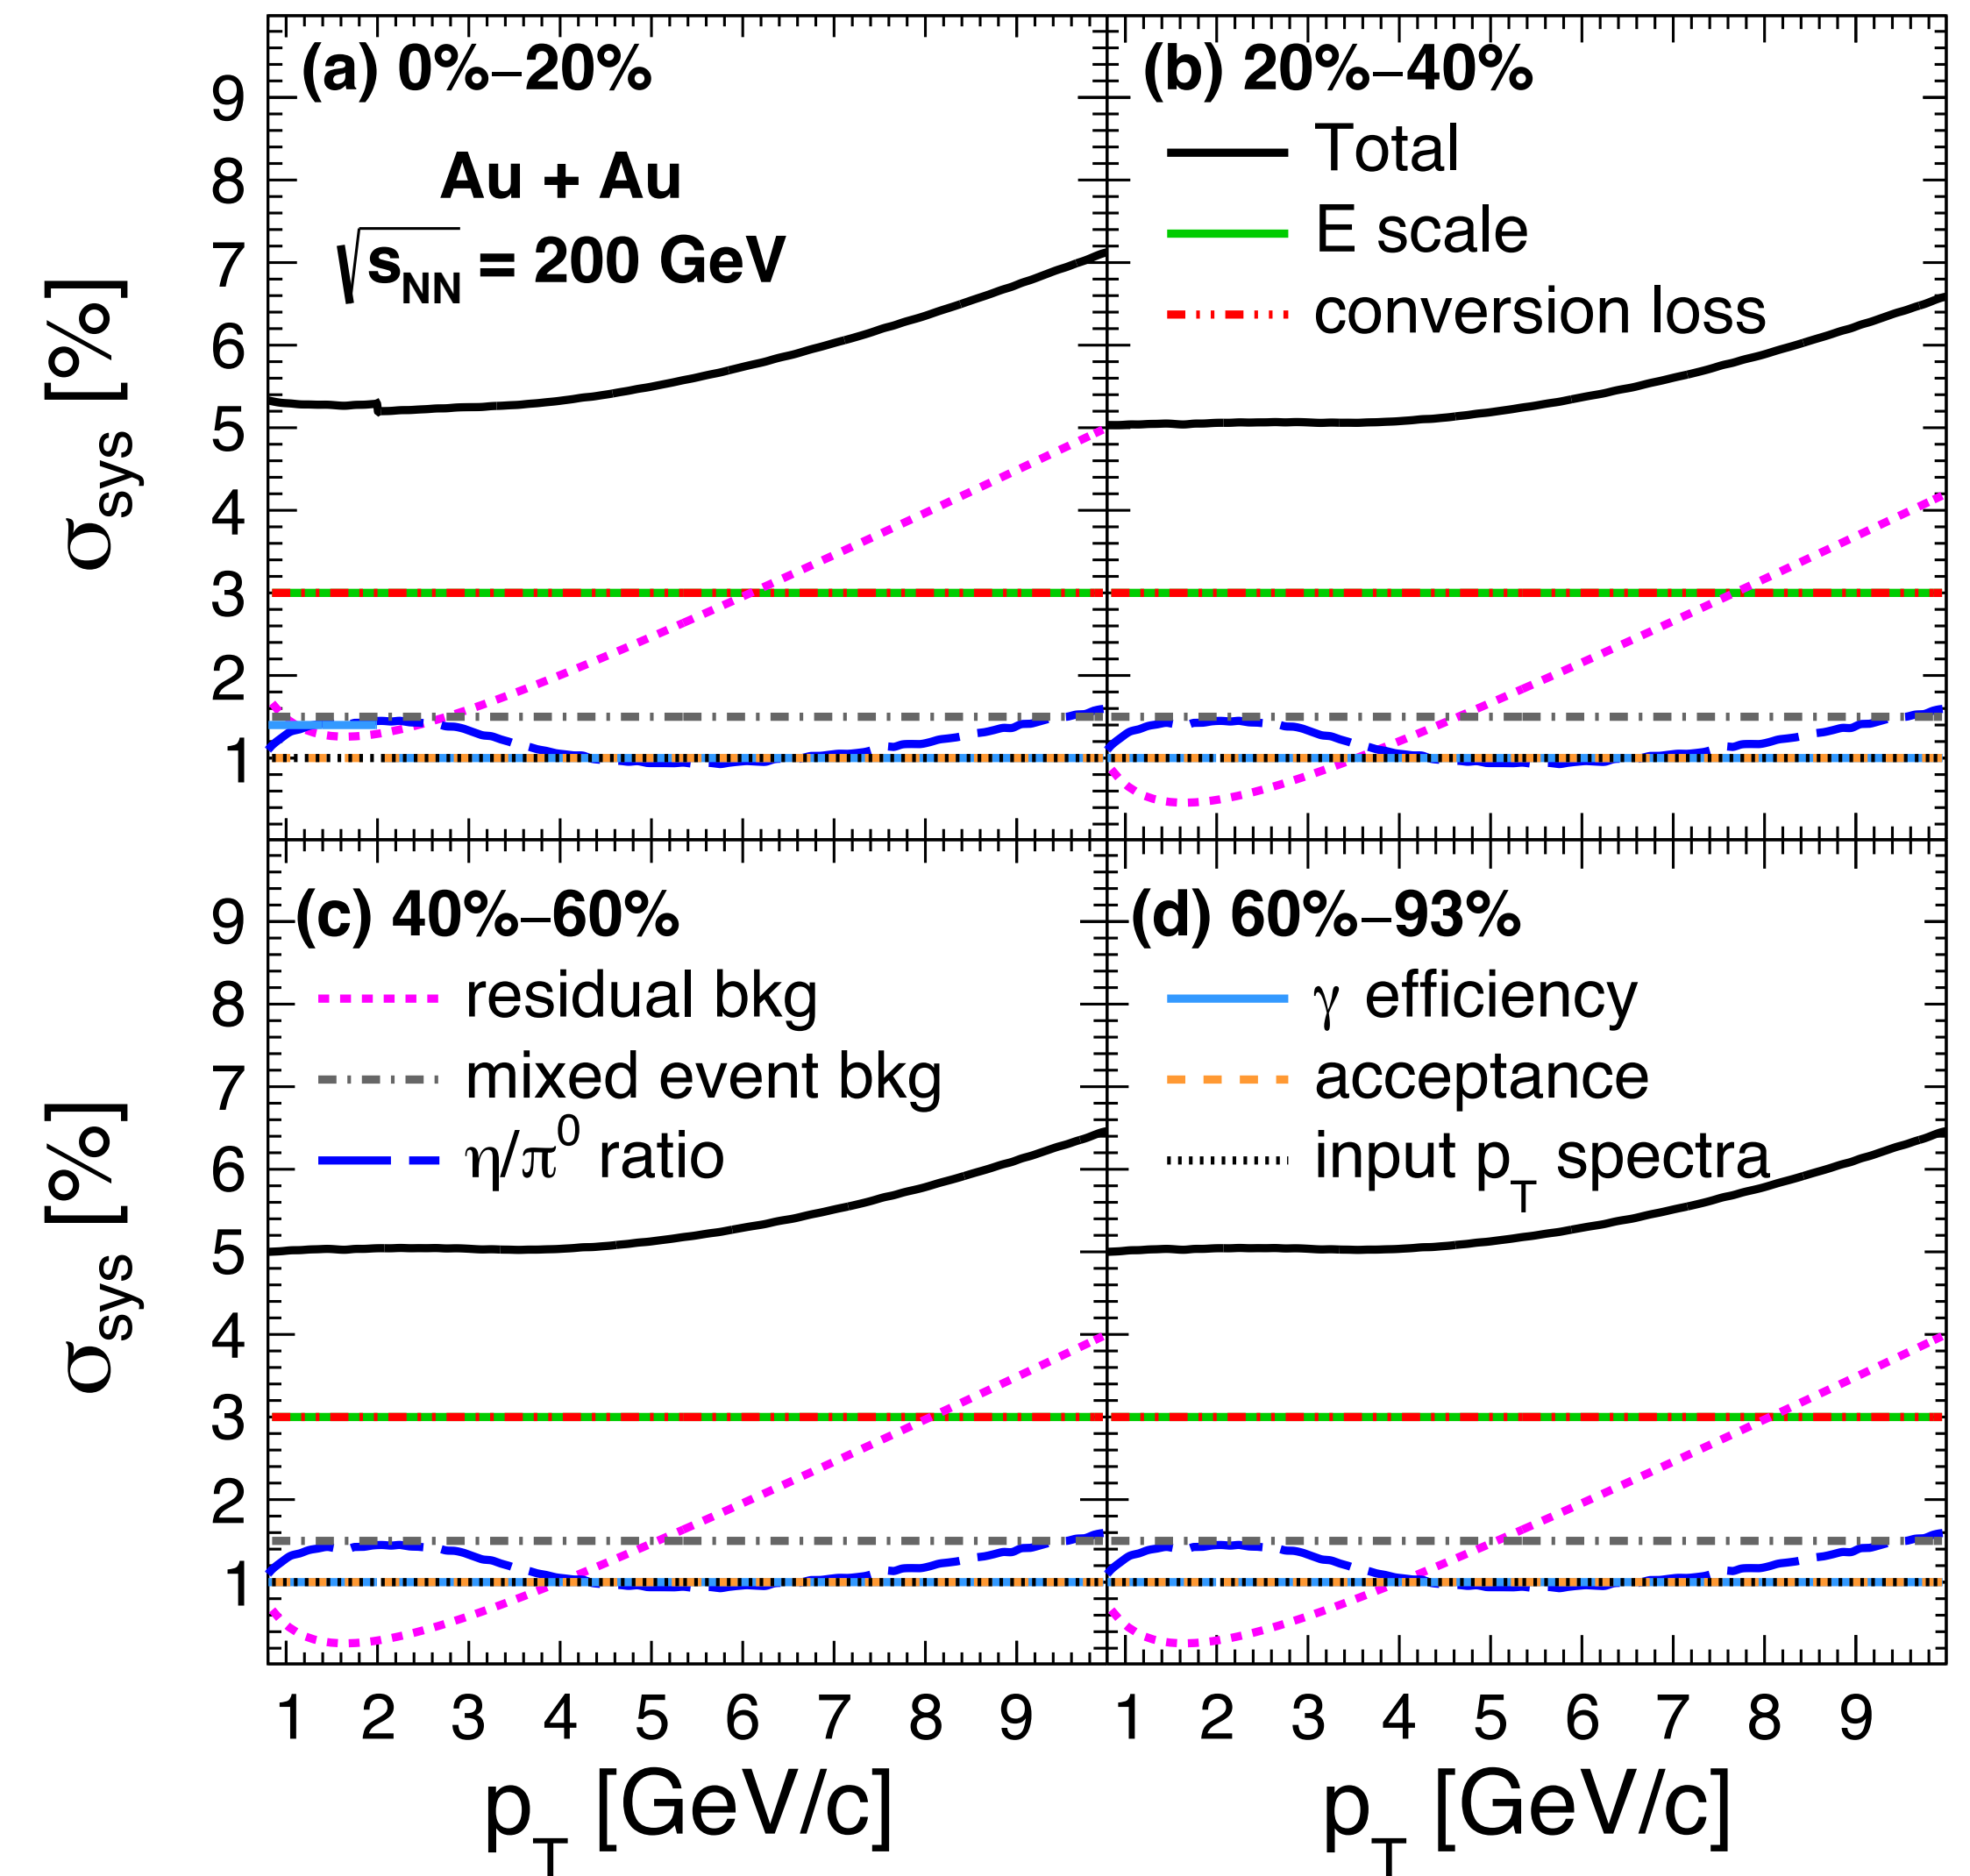 (a) 0%–20%
Au + Au
√sNN = 200 GeV
(b) 20%–40%
Total
E scale
conversion loss
σsys [%]
9
8
7
6
5
4
3
2
1
(c) 40%–60%
residual bkg
mixed event bkg
η/π0 ratio
(d) 60%–93%
γ efficiency
acceptance
input pT spectra
σsys [%]
9
8
7
6
5
4
3
2
1
1 2 3 4 5 6 7 8 9
1 2 3 4 5 6 7 8 9
pT [GeV/c]
pT [GeV/c]